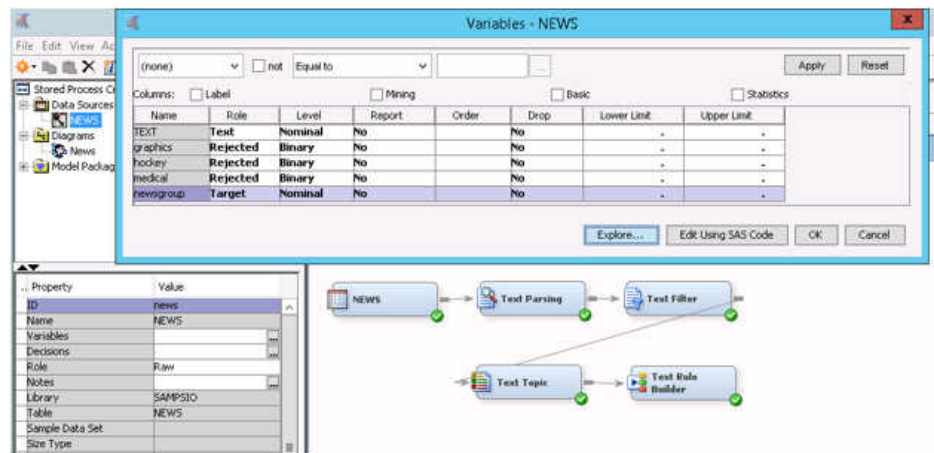 Variables - NEWS
File Edit View Ac
(none) not Equal to ... Apply Reset
Columns: Label Mining Basic Statistics
Name Role Level Report Order Drop Lower Limit Upper Limit
TEXT Text Nominal No No . .
graphics Rejected Binary No No . .
hockey Rejected Binary No No . .
medical Rejected Binary No No . .
newsgroup Target Nominal No No . .
Explore... Edit Using SAS Code OK Cancel
Stored Process C
Data Sources
NEWS
Diagrams
News
Model Packag
.. Property Value
ID news
Name NEWS
Variables ...
Decisions ...
Role Raw
Notes ...
Library SAMPSIO
Table NEWS
Sample Data Set
Size Type
NEWS Text Parsing Text Filter
Text Topic Text Rule
Builder